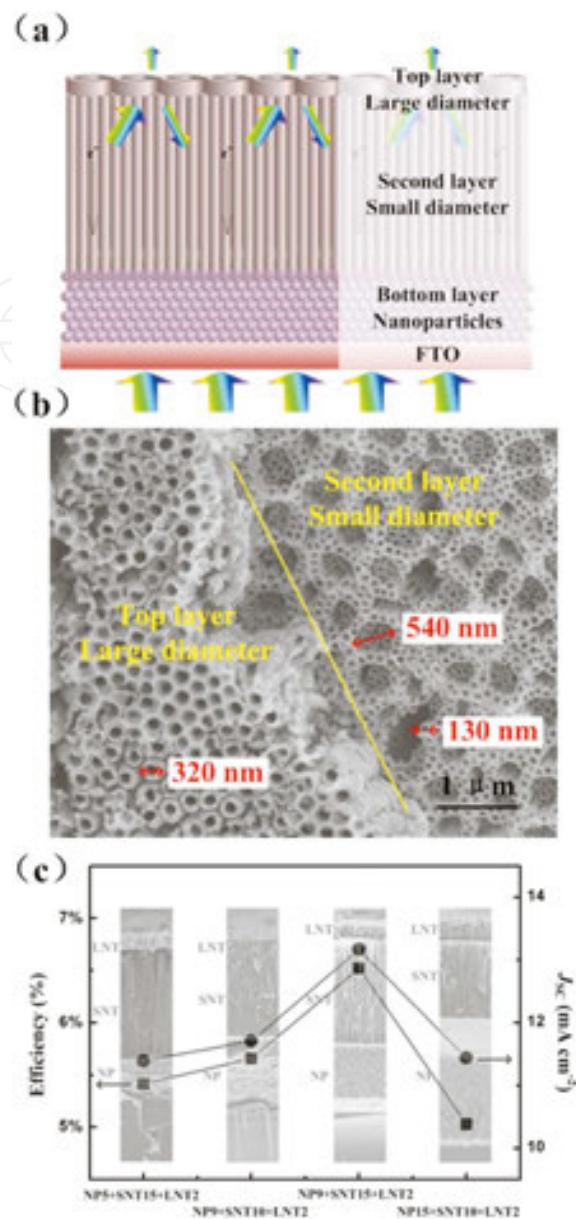 （a）
Top layer
Large diameter
e-
e-
Second layer
Small diameter
Bottom layer
Nanoparticles
FTO
（b）
Second layer
Small diameter
Top layer
Large diameter
540 nm
130 nm
320 nm
1 μm
（c）
7%
6%
5%
Efficiency (%)
LNT
SNT
NP
LNT
SNT
NP
LNT
SNT
NP
LNT
SNT
NP
14
12
10
JSC (mA cm-2)
NP5+SNT15+LNT2
NP9+SNT10+LNT2
NP9+SNT15+LNT2
NP15+SNT10+LNT2